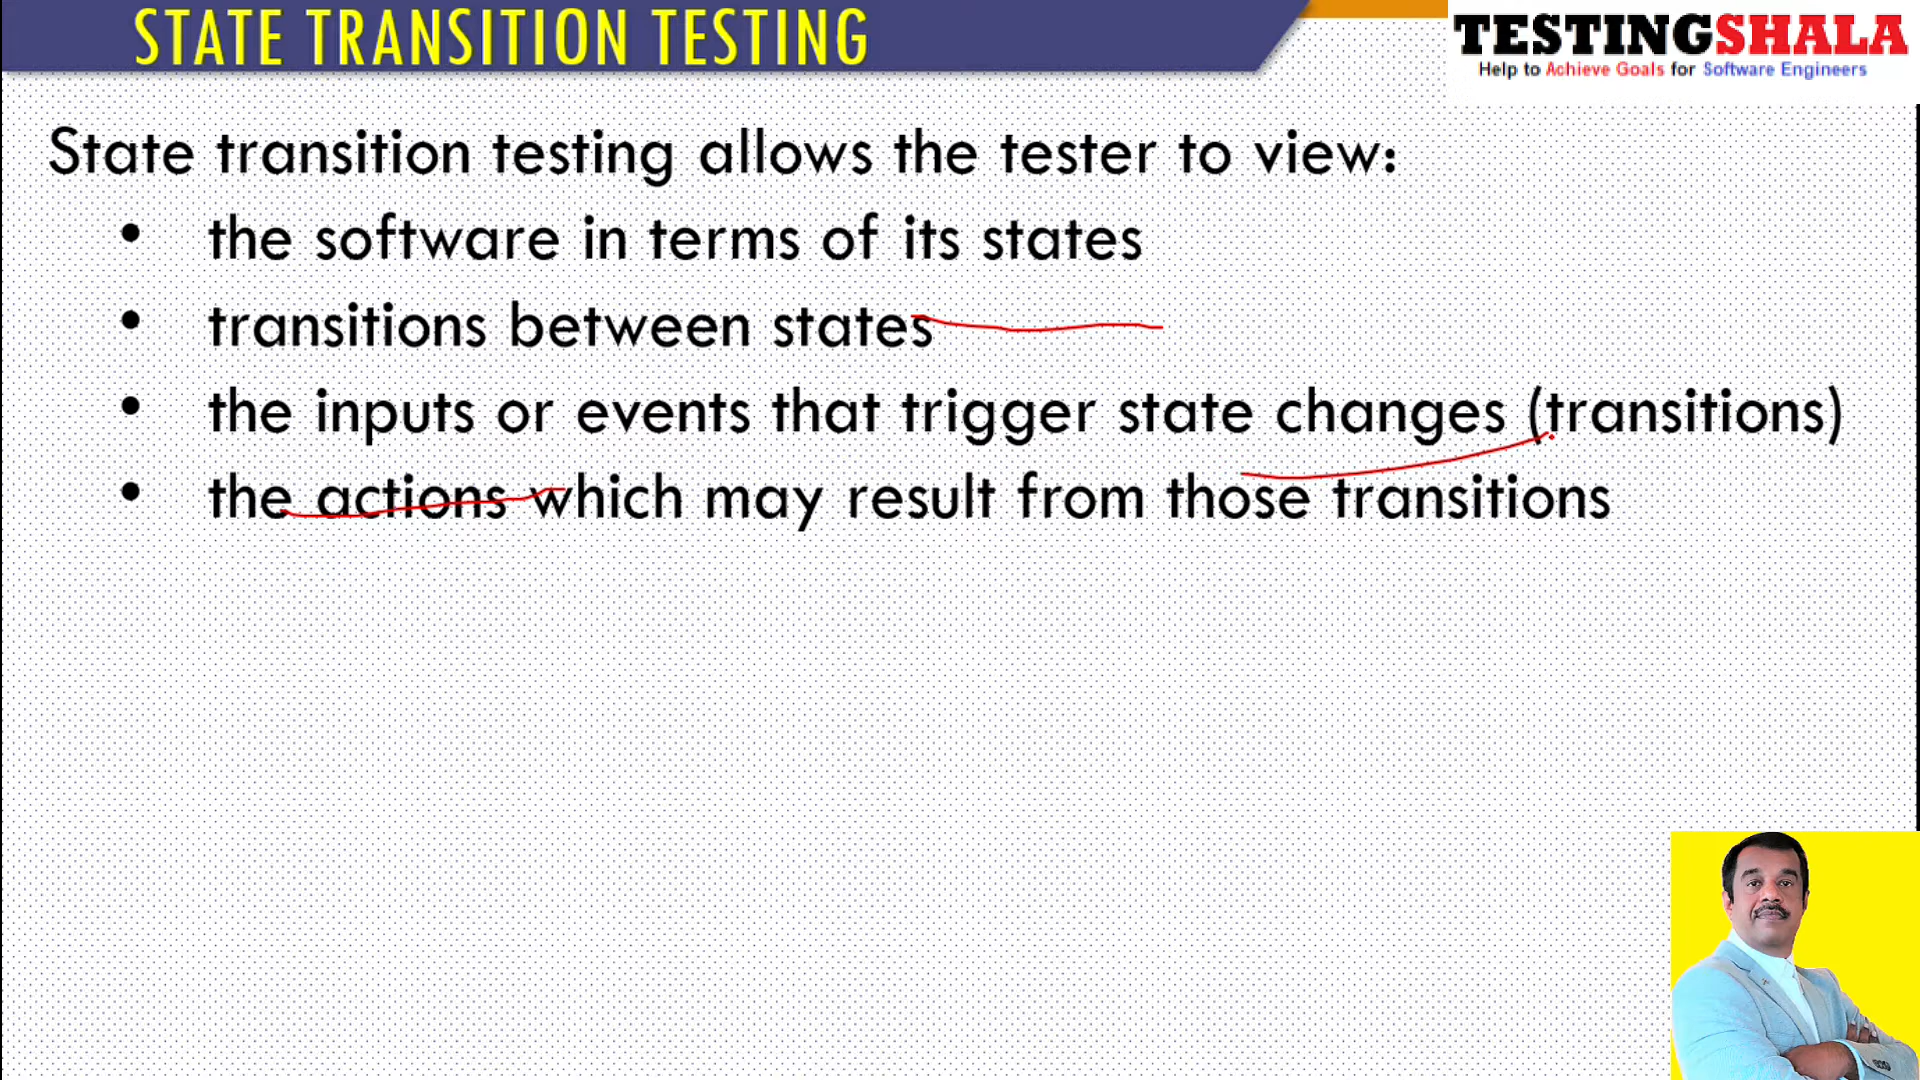 STATE TRANSITION TESTING
TESTINGSHALA
Help to Achieve Goals for Software Engineers
State transition testing allows the tester to view:
• the software in terms of its states
• transitions between states
• the inputs or events that trigger state changes (transitions)
• the actions which may result from those transitions